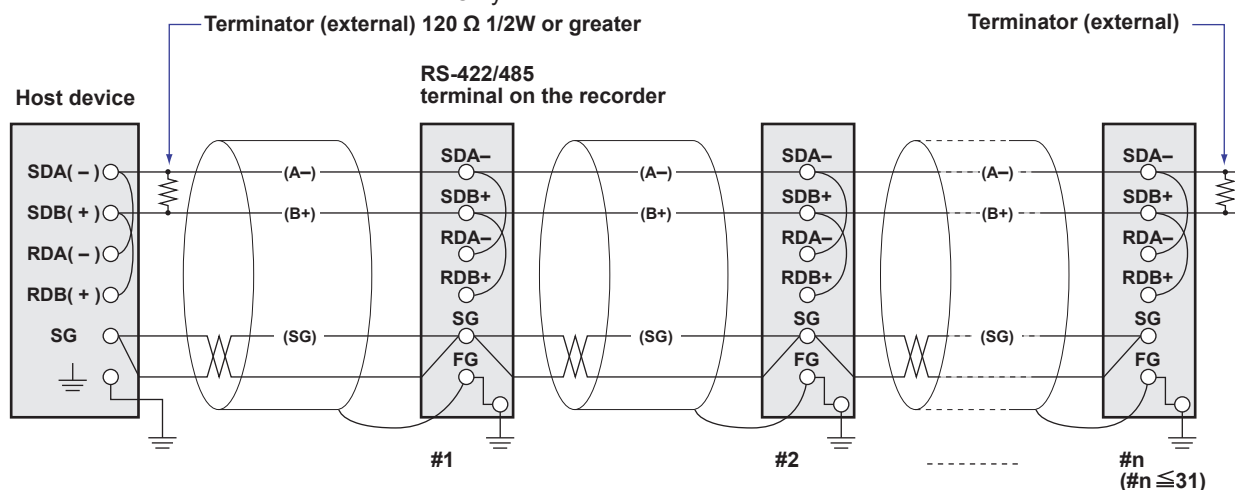 Terminator (external) 120 Ω 1/2W or greater
Terminator (external)
RS-422/485
terminal on the recorder
Host device
SDA( – )
SDB( + )
RDA( – )
RDB( + )
SG
(A–)
(B+)
(SG)
SDA–
SDB+
RDA–
RDB+
SG
FG
#1
(A–)
(B+)
(SG)
SDA–
SDB+
RDA–
RDB+
SG
FG
#2
(A–)
(B+)
(SG)
SDA–
SDB+
RDA–
RDB+
SG
FG
#n
(#n ≦31)